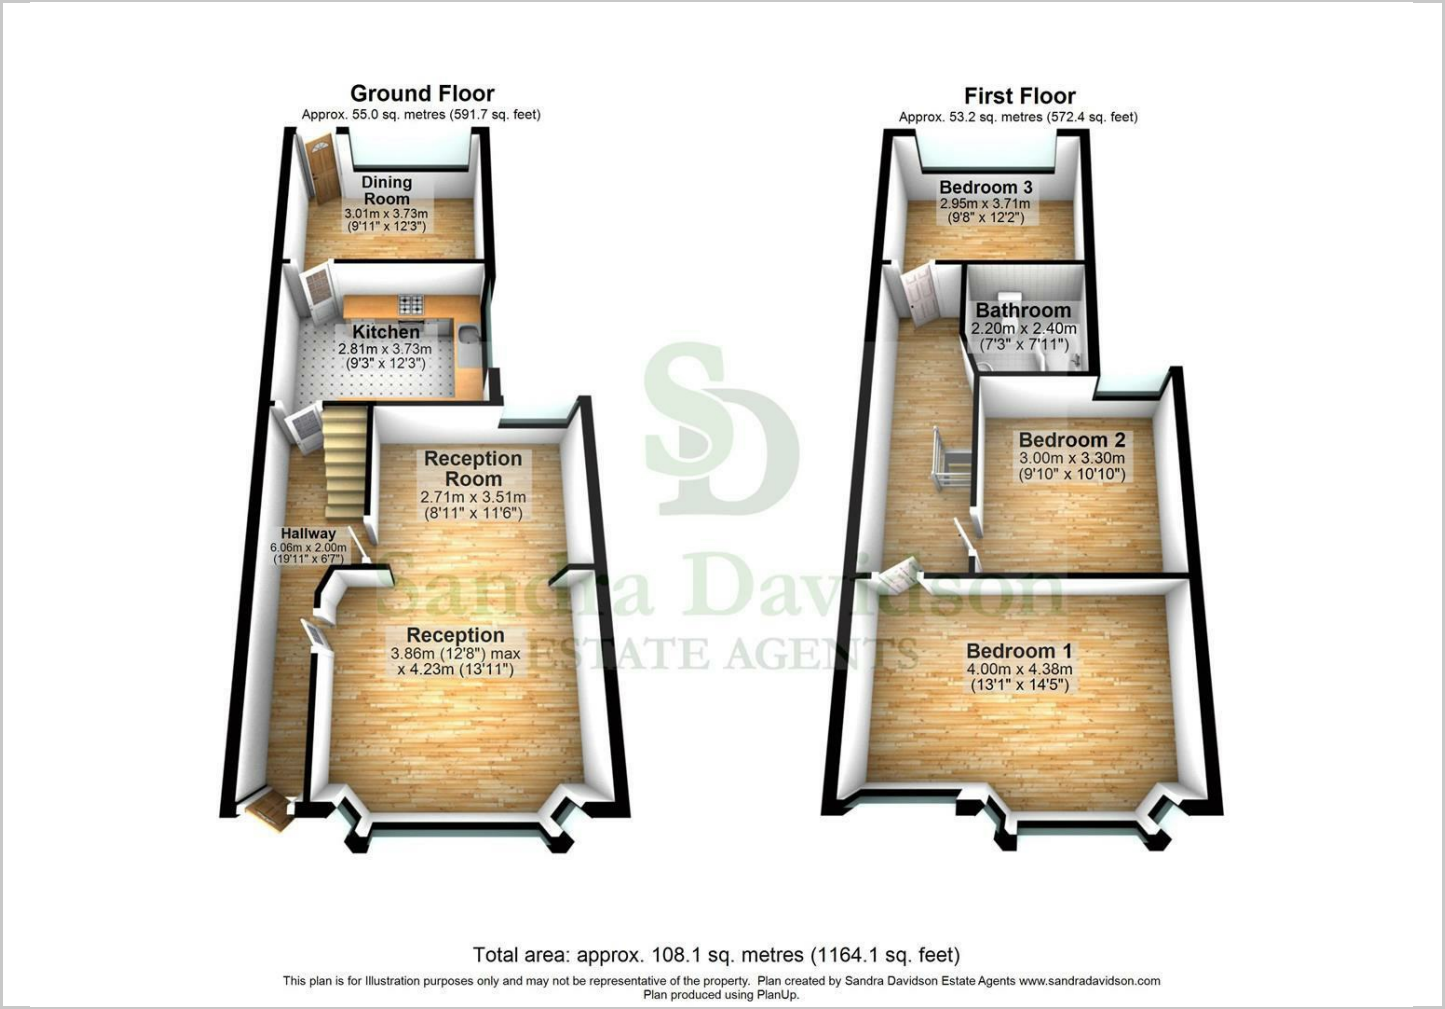 Ground Floor
Approx. 55.0 sq. metres (591.7 sq. feet)
Dining
Room
3.01m x 3.73m
(9'11" x 12'3")
Kitchen
2.81m x 3.73m
(9'3" x 12'3")
Reception
Room
2.71m x 3.51m
(8'11" x 11'6")
Hallway
6.06m x 2.00m
(19'11" x 6'7")
Reception
3.86m (12'8") max
x 4.23m (13'11")
First Floor
Approx. 53.2 sq. metres (572.4 sq. feet)
Bedroom 3
2.95m x 3.71m
(9'8" x 12'2")
Bathroom
2.20m x 2.40m
(7'3" x 7'11")
Bedroom 2
3.00m x 3.30m
(9'10" x 10'10")
Bedroom 1
4.00m x 4.38m
(13'1" x 14'5")
SD
Sandra Davidson
ESTATE AGENTS
Total area: approx. 108.1 sq. metres (1164.1 sq. feet)
This plan is for Illustration purposes only and may not be representative of the property. Plan created by Sandra Davidson Estate Agents www.sandradavidson.com
Plan produced using PlanUp.